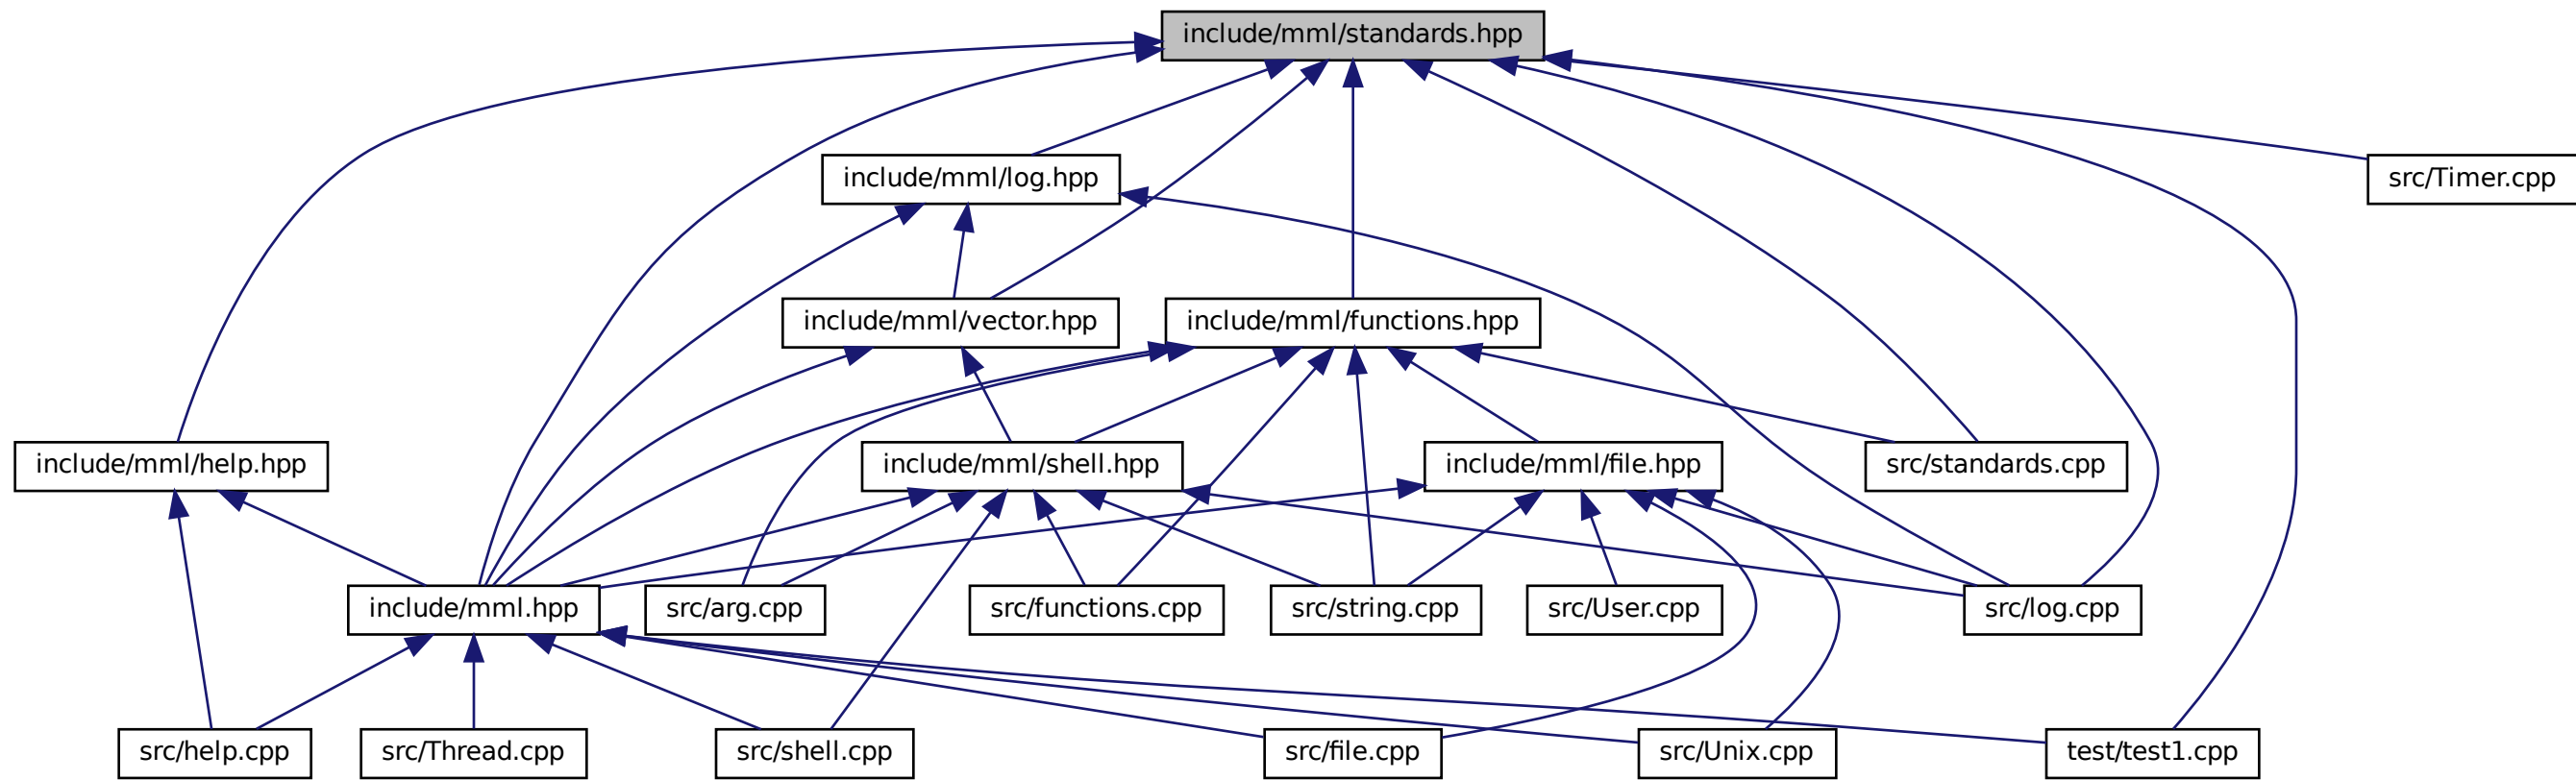 include/mml/standards.hpp
include/mml/log.hpp
src/Timer.cpp
include/mml/vector.hpp
include/mml/functions.hpp
include/mml/help.hpp
include/mml/shell.hpp
include/mml/file.hpp
src/standards.cpp
include/mml.hpp
src/arg.cpp
src/functions.cpp
src/string.cpp
src/User.cpp
src/log.cpp
src/help.cpp
src/Thread.cpp
src/shell.cpp
src/file.cpp
src/Unix.cpp
test/test1.cpp